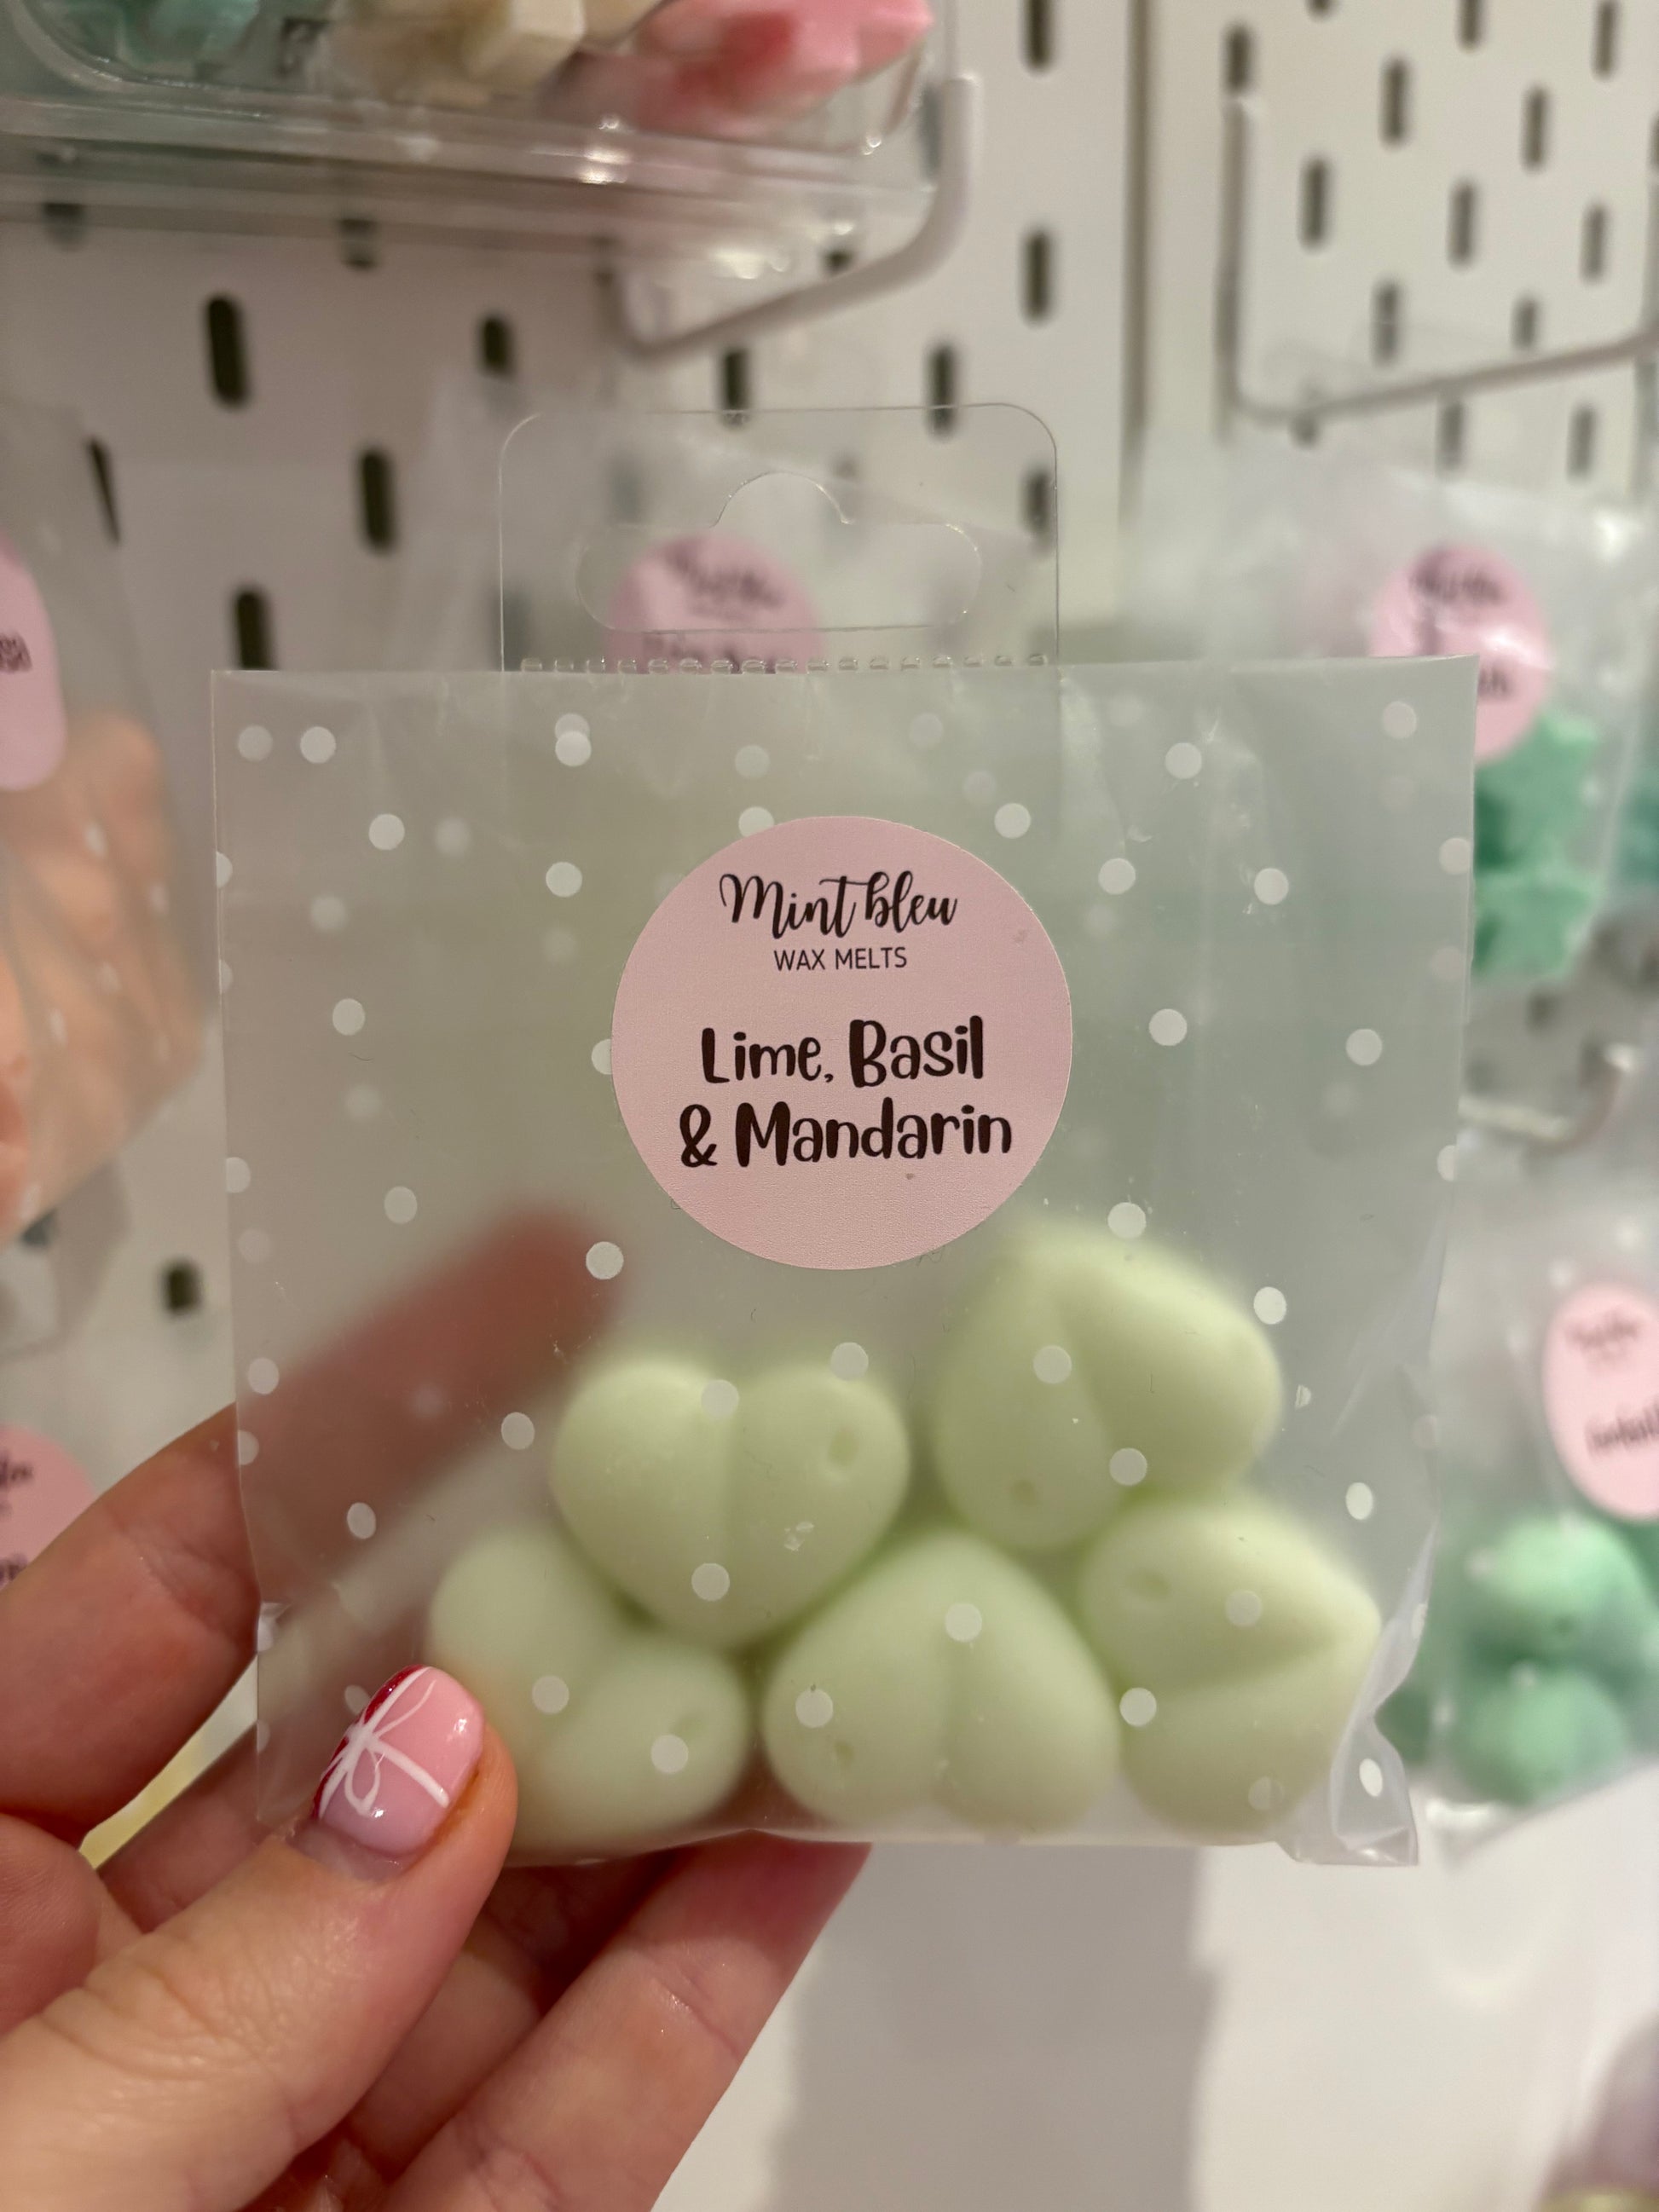 Mint bleu
WAX MELTS
Lime, Basil
& Mandarin